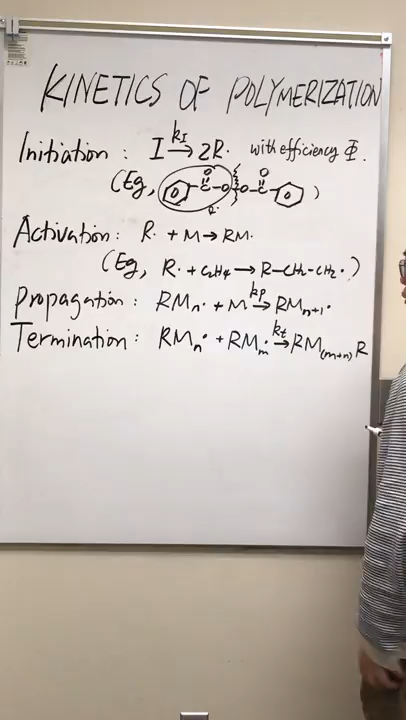 KINETICS OF POLYMERIZATION
Initiation : I k_I→ 2R· with efficiency Φ.
(Eg, O C O O C O R· )
Activation: R· + M → RM·
(Eg, R· + C₂H₄ → R-CH₂-CH₂· )
Propagation : RMₙ· + M kp→ RMₙ₊₁·
Termination : RMₙ· + RMₘ· kt→ RM₍ₘ₊ₙ₎R